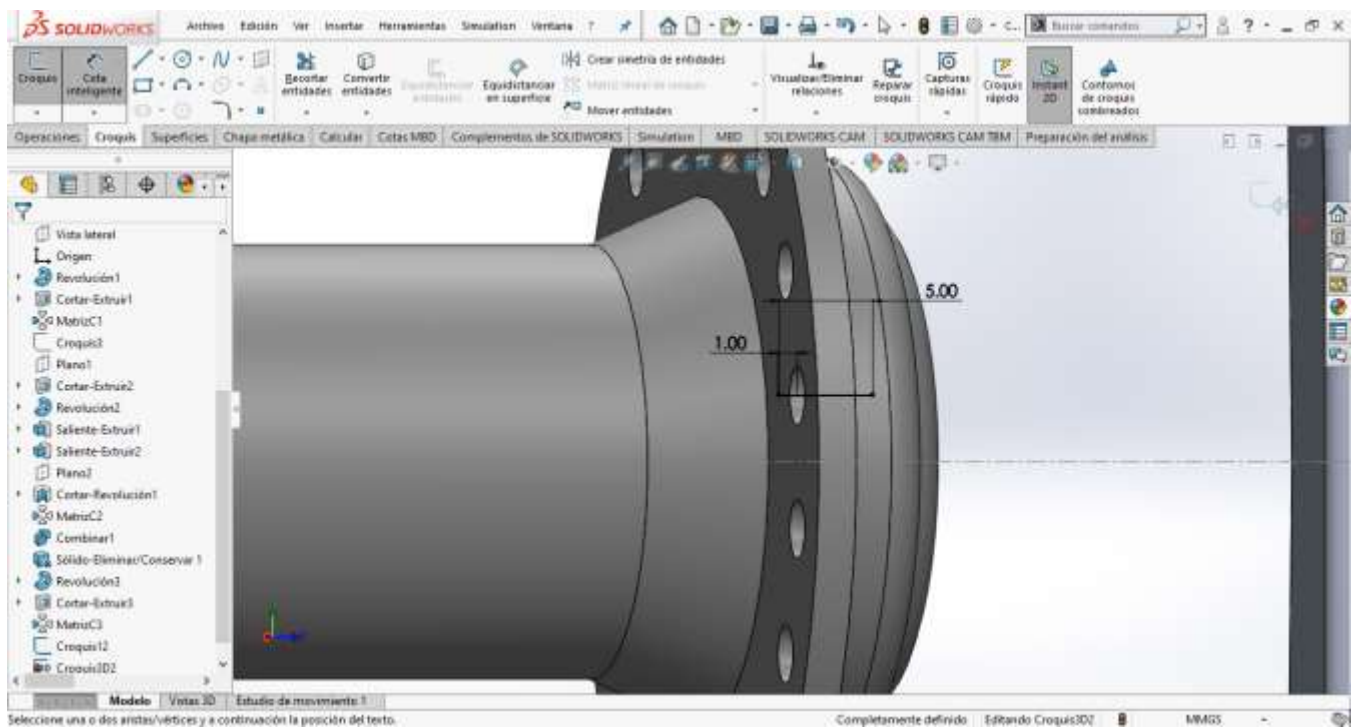 SOLIDWORKS
Archivo Edición Ver Insertar Herramientas Simulation Ventana ?
Buscar comandos
Croquis
Cota inteligente
Recortar entidades
Convertir entidades
Equidistanciar entidades
Equidistanciar en superficie
Crear simetría de entidades
Matriz lineal de croquis
Mover entidades
Visualizar/Eliminar relaciones
Reparar croquis
Capturas rápidas
Croquis rápido
Instant 2D
Contornos de croquis sombreados
Operaciones Croquis Superficies Chapa metálica Calcular Cotas MBD Complementos de SOLIDWORKS Simulation MBD SOLIDWORKS CAM SOLIDWORKS CAM TBM Preparación del análisis
Vista lateral
Origen
Revolución1
Cortar-Extruir1
MatrizC1
Croquis3
Plano1
Cortar-Extruir2
Revolución2
Saliente-Extruir1
Saliente-Extruir2
Plano2
Cortar-Revolución1
MatrizC2
Combinar1
Sólido-Eliminar/Conservar 1
Revolución3
Cortar-Extruir3
MatrizC3
Croquis12
Croquis3D2
5.00
1.00
Modelo Vistas 3D Estudio de movimiento 1
Seleccione una o dos aristas/vértices y a continuación la posición del texto.
Completamente definido Editando Croquis3D2 MMGS